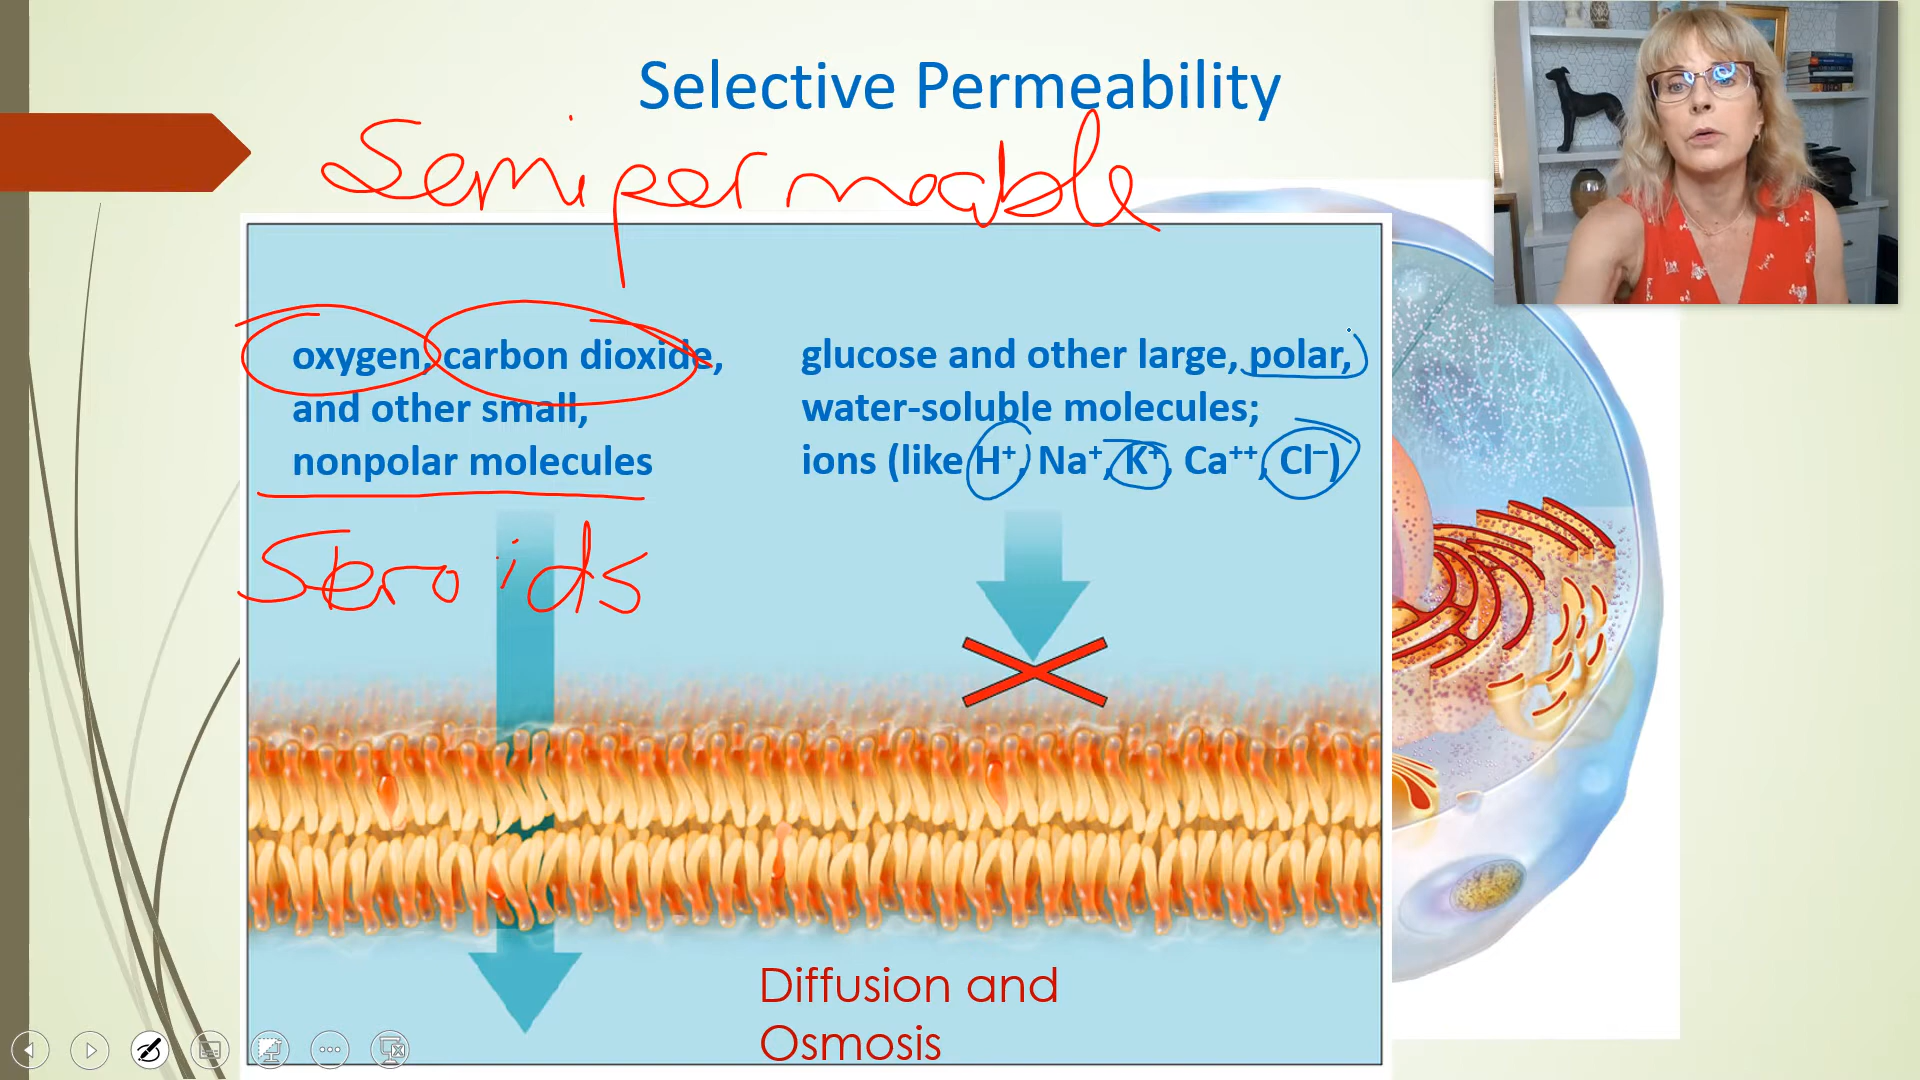 Selective Permeability
Semipermeable
oxygen, carbon dioxide,
and other small,
nonpolar molecules
Steroids
glucose and other large, polar,
water-soluble molecules;
ions (like H⁺, Na⁺, K⁺, Ca⁺⁺, Cl⁻)
Diffusion and
Osmosis